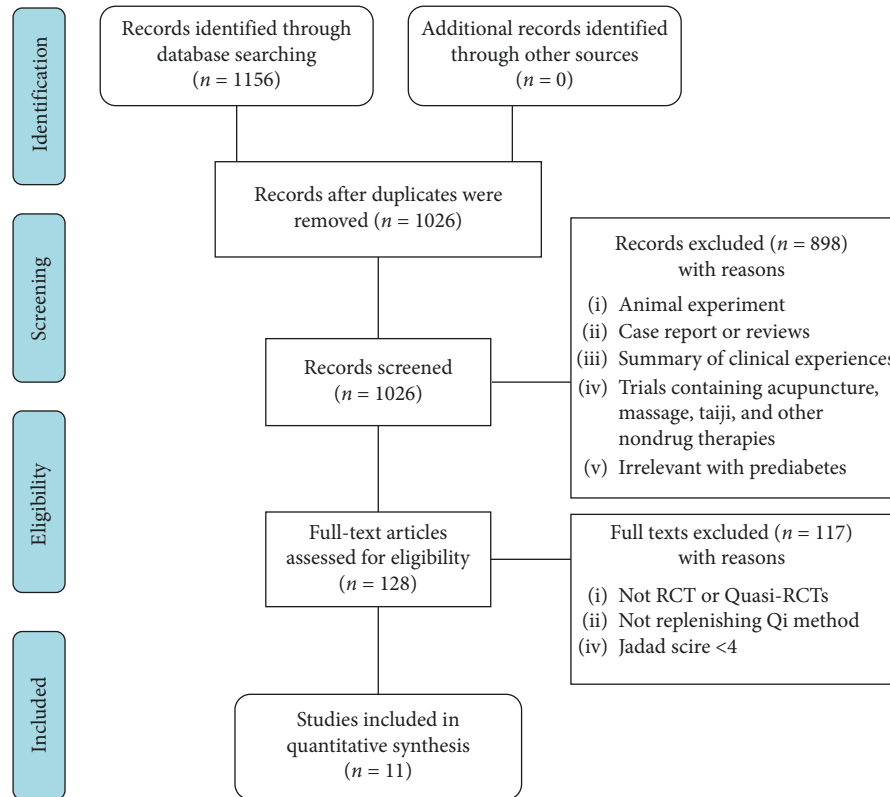 Identification
Records identified through
database searching
(n = 1156)
Additional records identified
through other sources
(n = 0)
Records after duplicates were
removed (n = 1026)
Screening
Records screened
(n = 1026)
Records excluded (n = 898)
with reasons
(i) Animal experiment
(ii) Case report or reviews
(iii) Summary of clinical experiences
(iv) Trials containing acupuncture,
massage, taiji, and other
nondrug therapies
(v) Irrelevant with prediabetes
Eligibility
Full-text articles
assessed for eligibility
(n = 128)
Full texts excluded (n = 117)
with reasons
(i) Not RCT or Quasi-RCTs
(ii) Not replenishing Qi method
(iv) Jadad scire <4
Included
Studies included in
quantitative synthesis
(n = 11)